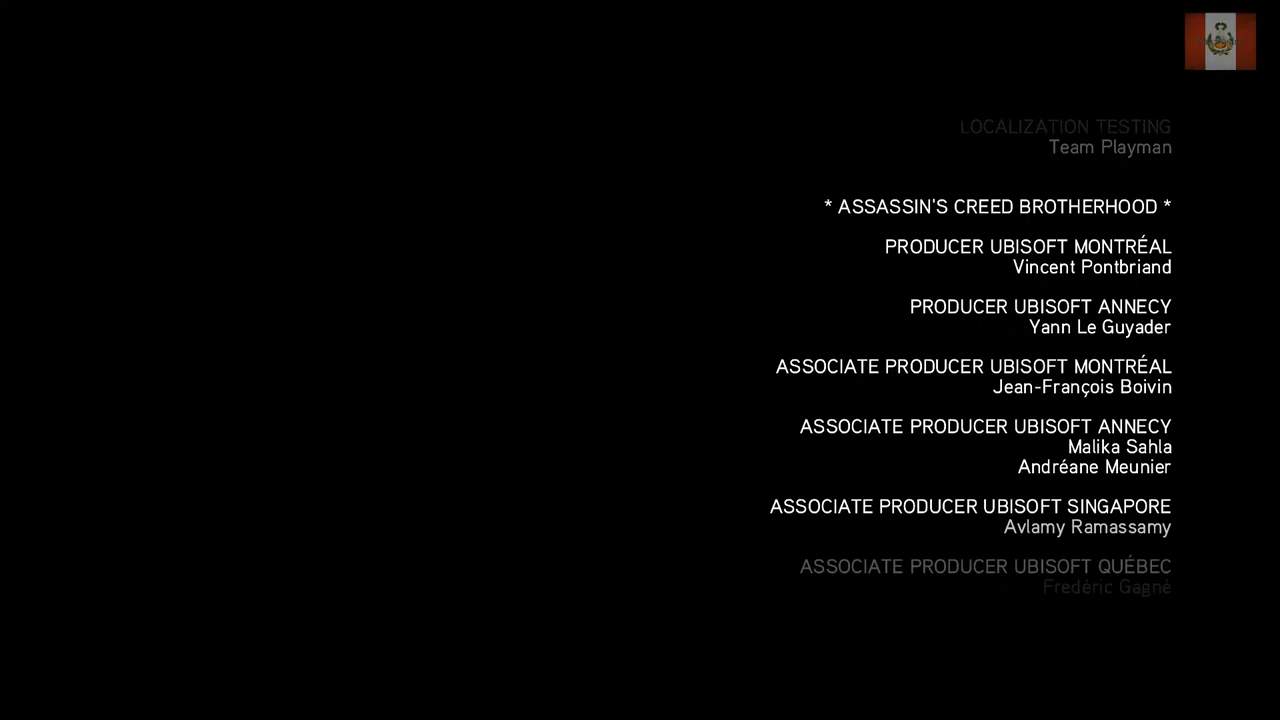 LOCALIZATION TESTING
Team Playman
* ASSASSIN'S CREED BROTHERHOOD *
PRODUCER UBISOFT MONTRÉAL
Vincent Pontbriand
PRODUCER UBISOFT ANNECY
Yann Le Guyader
ASSOCIATE PRODUCER UBISOFT MONTRÉAL
Jean-François Boivin
ASSOCIATE PRODUCER UBISOFT ANNECY
Malika Sahla
Andréane Meunier
ASSOCIATE PRODUCER UBISOFT SINGAPORE
Avlamy Ramassamy
ASSOCIATE PRODUCER UBISOFT QUÉBEC
Frédéric Gagné